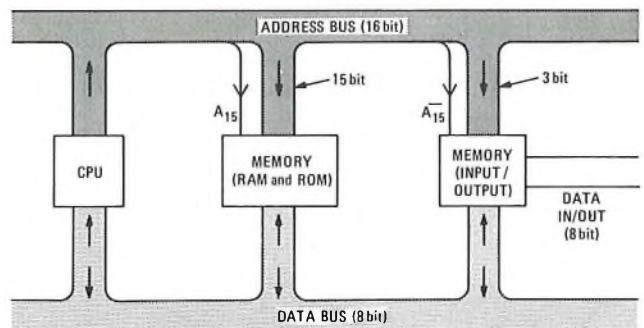 ADDRESS BUS (16 bit)
15 bit
3 bit
A15
A̅15
CPU
MEMORY
(RAM and ROM)
MEMORY
(INPUT /
OUTPUT)
DATA
IN/OUT
(8 bit)
DATA BUS (8 bit)